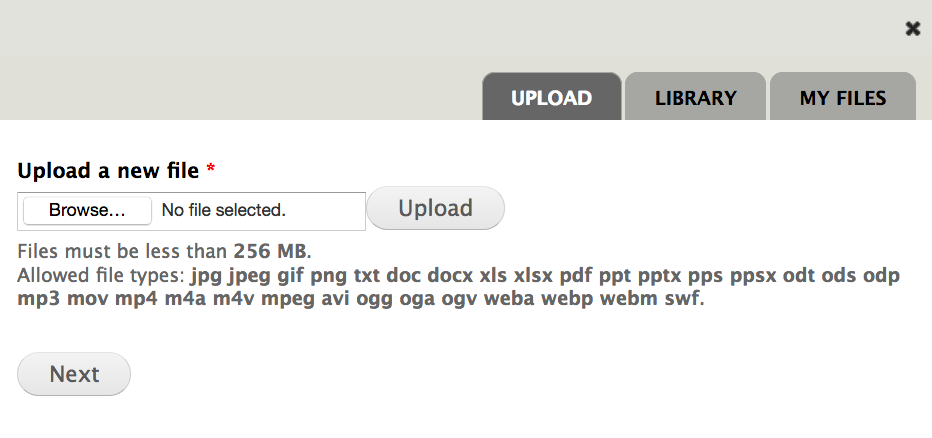 UPLOAD LIBRARY MY FILES
Upload a new file *
Browse... No file selected. Upload
Files must be less than 256 MB.
Allowed file types: jpg jpeg gif png txt doc docx xls xlsx pdf ppt pptx pps ppsx odt ods odp
mp3 mov mp4 m4a m4v mpeg avi ogg oga ogv weba webp webm swf.
Next